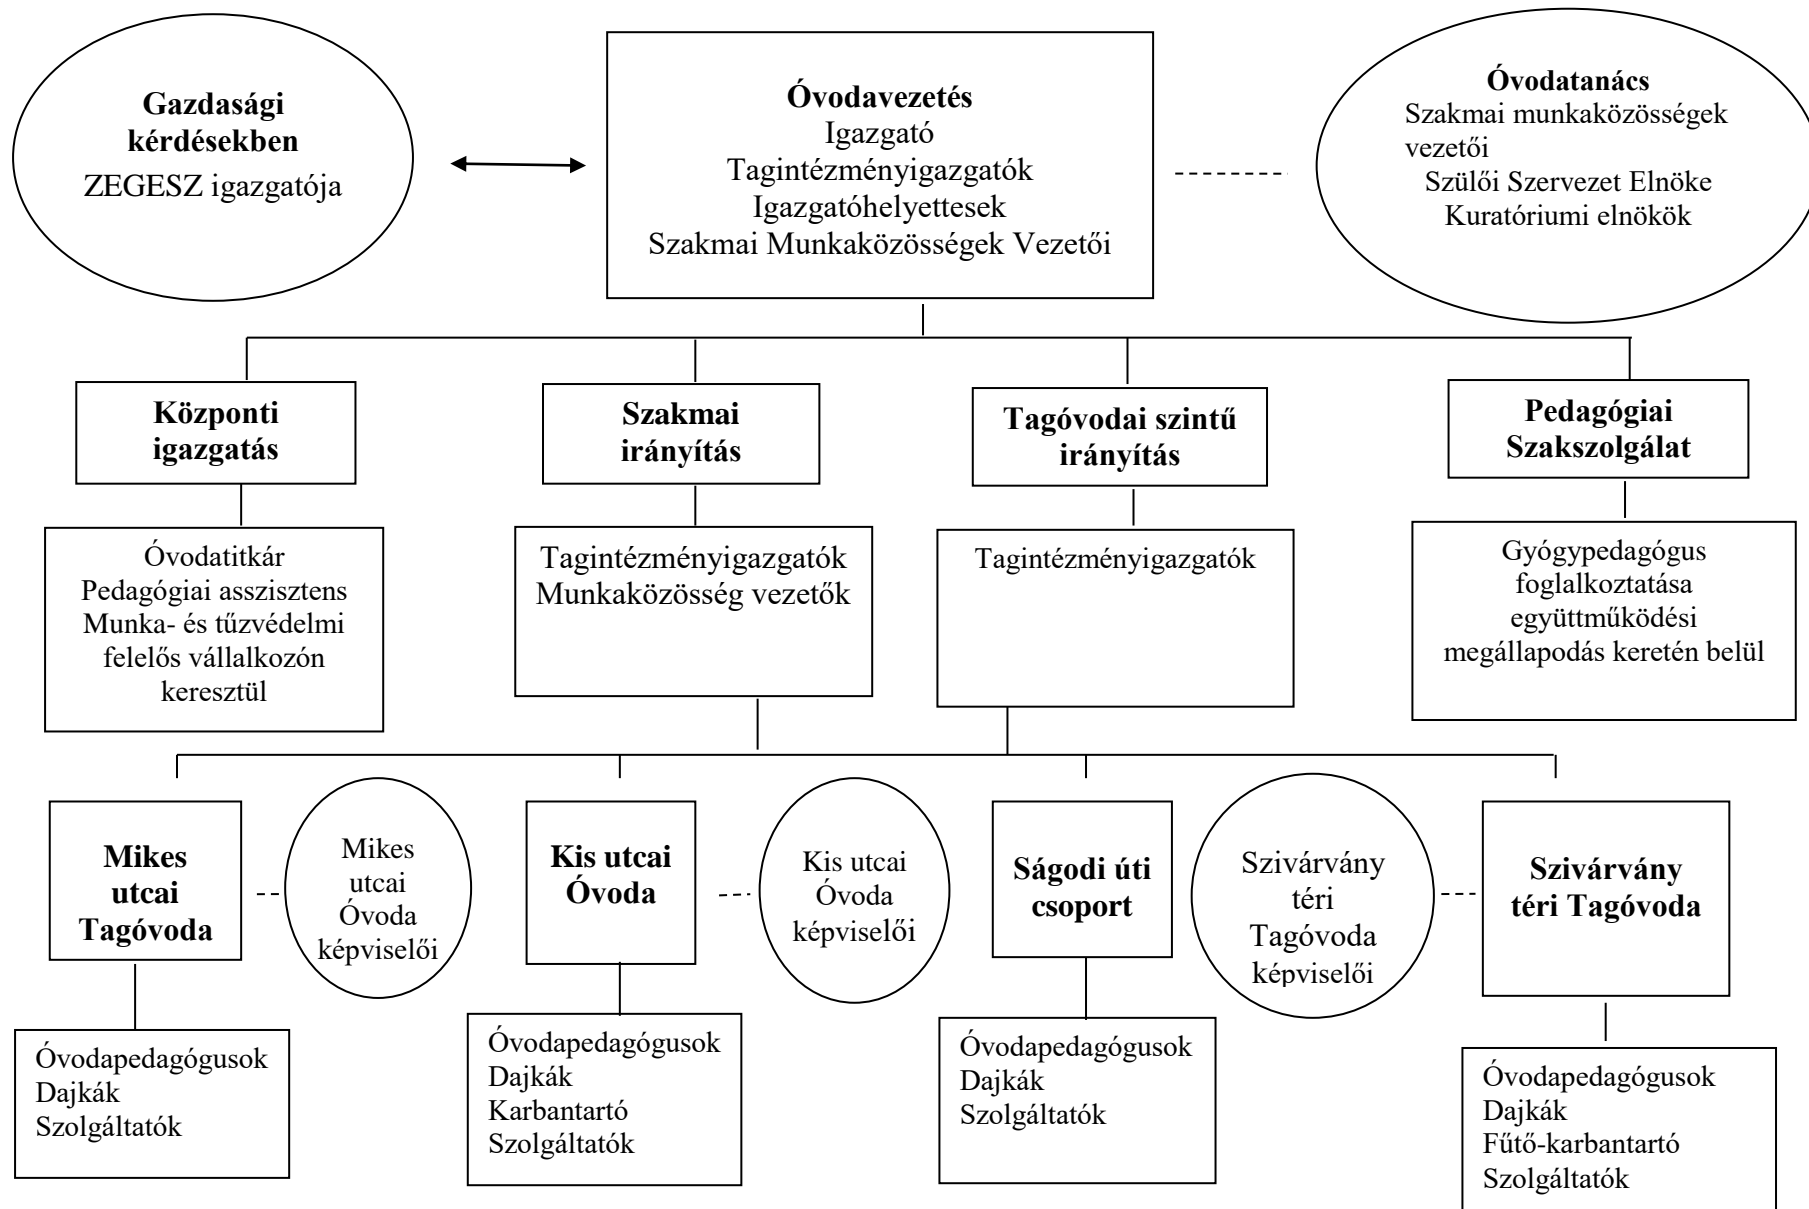 Gazdasági
kérdésekben
ZEGESZ igazgatója
Óvodavezetés
Igazgató
Tagintézményigazgatók
Igazgatóhelyettesek
Szakmai Munkaközösségek Vezetői
Óvodatanács
Szakmai munkaközösségek
vezetői
Szülői Szervezet Elnöke
Kuratóriumi elnökök
Központi
igazgatás
Szakmai
irányítás
Tagóvodai szintű
irányítás
Pedagógiai
Szakszolgálat
Óvodatitkár
Pedagógiai asszisztens
Munka- és tűzvédelmi
felelős vállalkozón
keresztül
Tagintézményigazgatók
Munkaközösség vezetők
Tagintézményigazgatók
Gyógypedagógus
foglalkoztatása
együttműködési
megállapodás keretén belül
Mikes
utcai
Tagóvoda
Mikes
utcai
Óvoda
képviselői
Kis utcai
Óvoda
Kis utcai
Óvoda
képviselői
Ságodi úti
csoport
Szivárvány
téri
Tagóvoda
képviselői
Szivárvány
téri Tagóvoda
Óvodapedagógusok
Dajkák
Szolgáltatók
Óvodapedagógusok
Dajkák
Karbantartó
Szolgáltatók
Óvodapedagógusok
Dajkák
Szolgáltatók
Óvodapedagógusok
Dajkák
Fűtő-karbantartó
Szolgáltatók